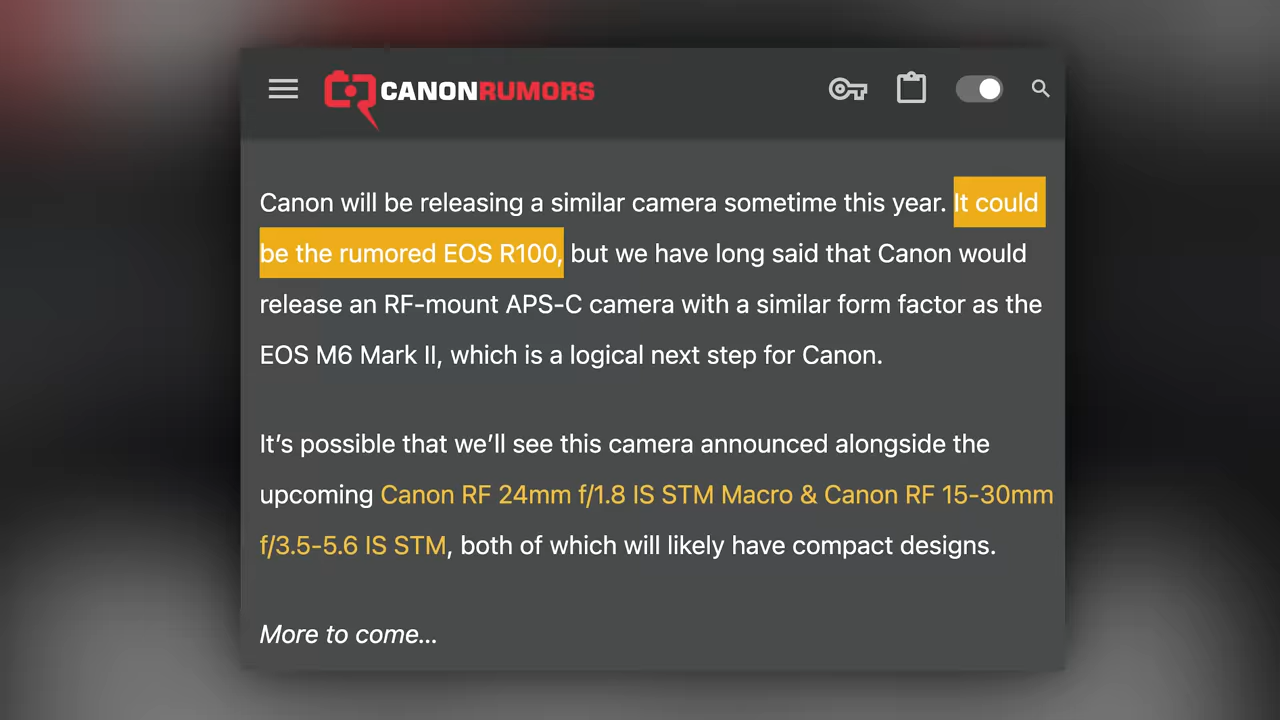 CANONRUMORS
Canon will be releasing a similar camera sometime this year. It could
be the rumored EOS R100, but we have long said that Canon would
release an RF-mount APS-C camera with a similar form factor as the
EOS M6 Mark II, which is a logical next step for Canon.
It’s possible that we’ll see this camera announced alongside the
upcoming Canon RF 24mm f/1.8 IS STM Macro & Canon RF 15-30mm
f/3.5-5.6 IS STM, both of which will likely have compact designs.
More to come…